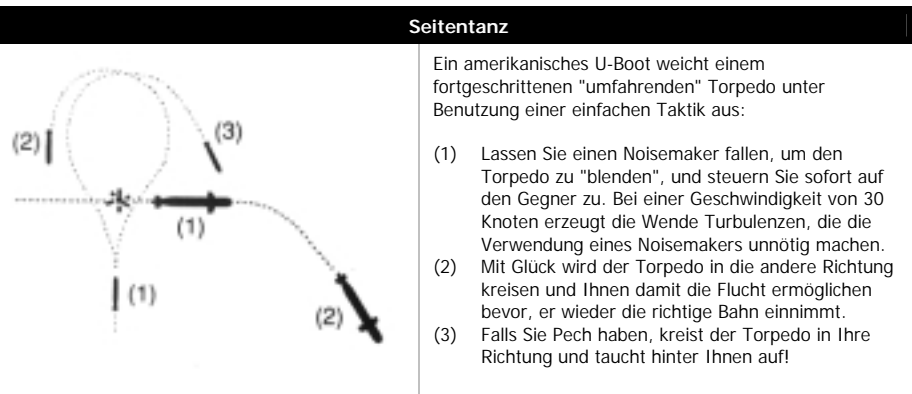 Seitentanz
(2)
(3)
(1)
(1)
(2)
Ein amerikanisches U-Boot weicht einem
fortgeschrittenen "umfahrenden" Torpedo unter
Benutzung einer einfachen Taktik aus:
(1) Lassen Sie einen Noisemaker fallen, um den
Torpedo zu "blenden", und steuern Sie sofort auf
den Gegner zu. Bei einer Geschwindigkeit von 30
Knoten erzeugt die Wende Turbulenzen, die die
Verwendung eines Noisemakers unnötig machen.
(2) Mit Glück wird der Torpedo in die andere Richtung
kreisen und Ihnen damit die Flucht ermöglichen
bevor, er wieder die richtige Bahn einnimmt.
(3) Falls Sie Pech haben, kreist der Torpedo in Ihre
Richtung und taucht hinter Ihnen auf!